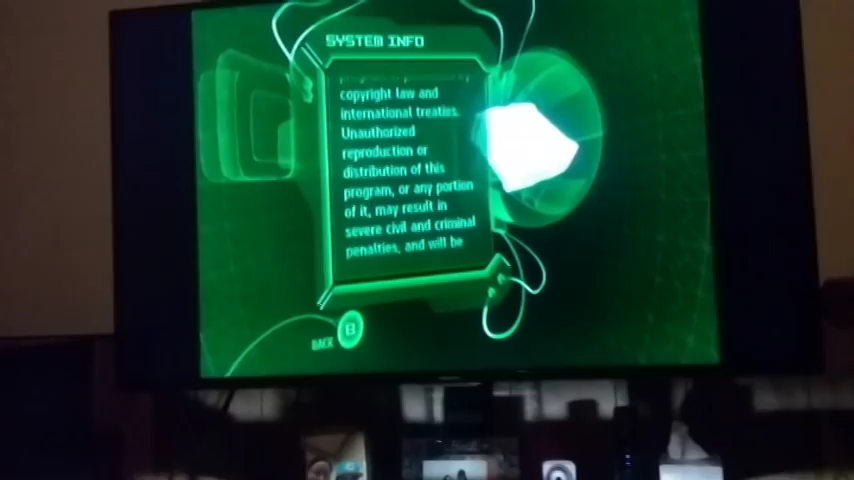 SYSTEM INFO
copyright law and
international treaties.
Unauthorized
reproduction or
distribution of this
program, or any portion
of it, may result in
severe civil and criminal
penalties, and will be
BACK B